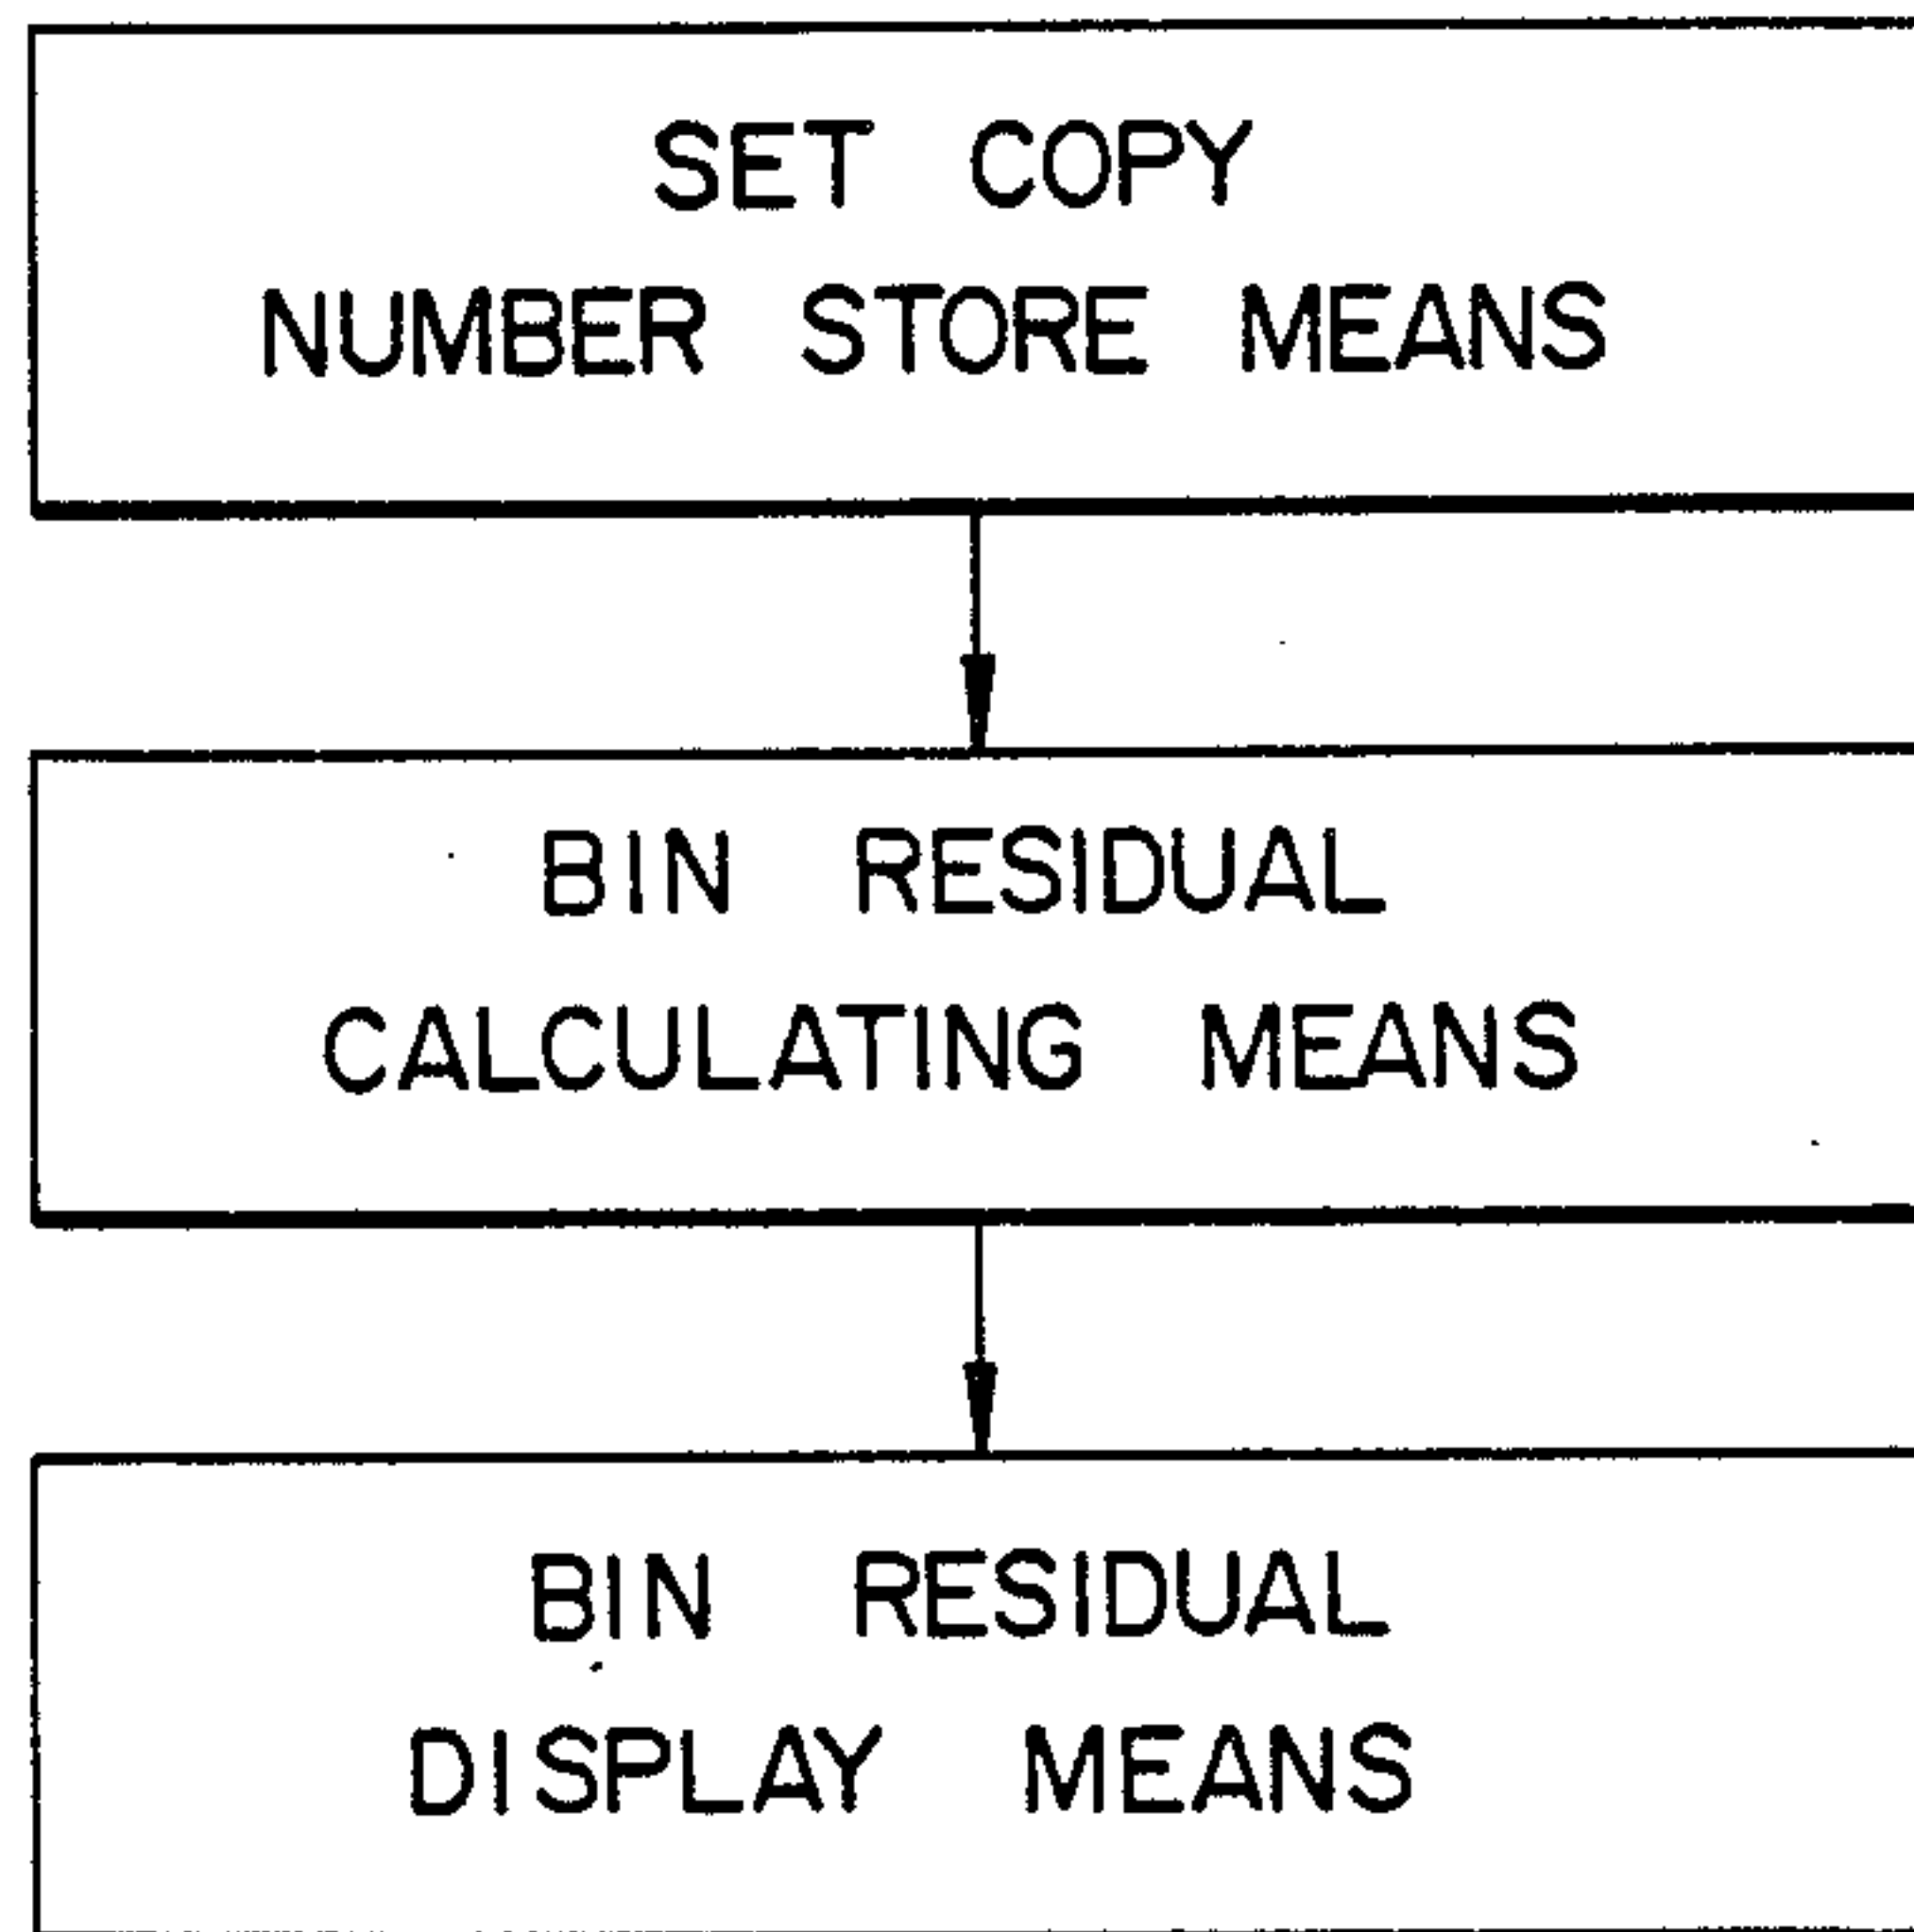 SET COPY
NUMBER STORE MEANS
BIN RESIDUAL
CALCULATING MEANS
BIN RESIDUAL
DISPLAY MEANS